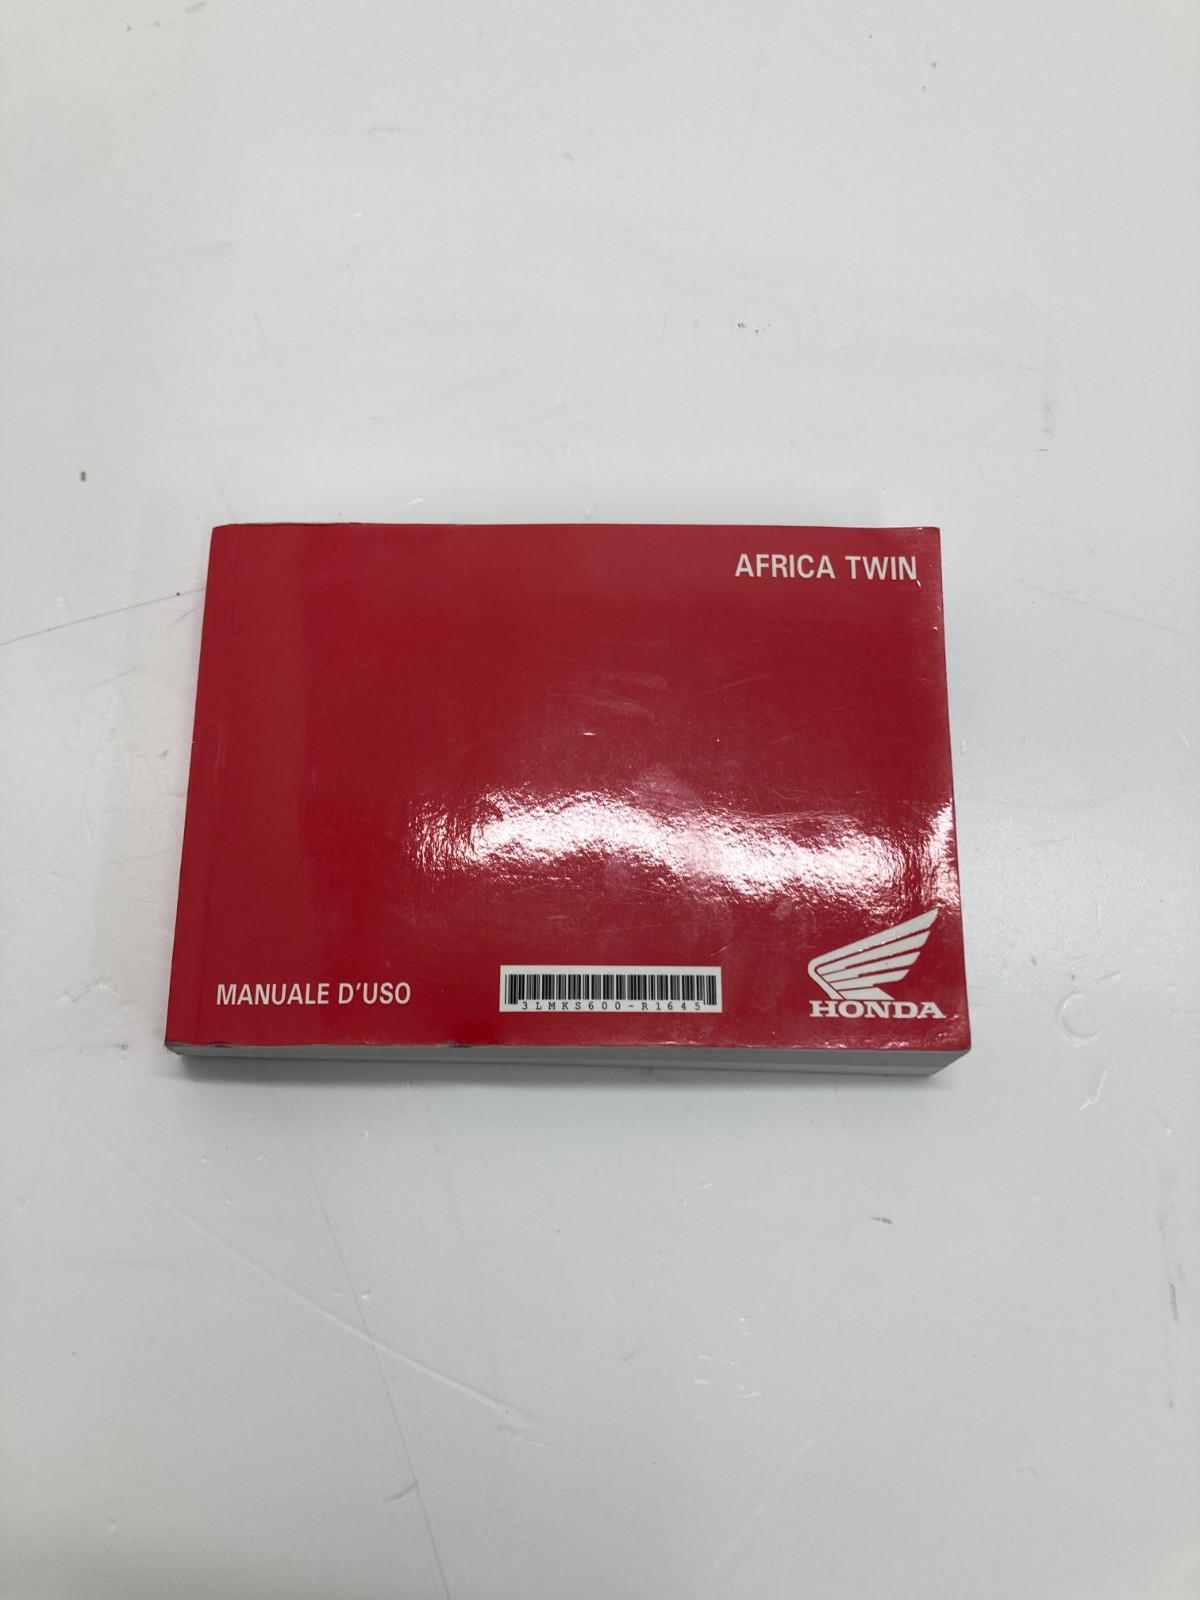 AFRICA TWIN
MANUALE D'USO
3LMKS600-R1645
HONDA